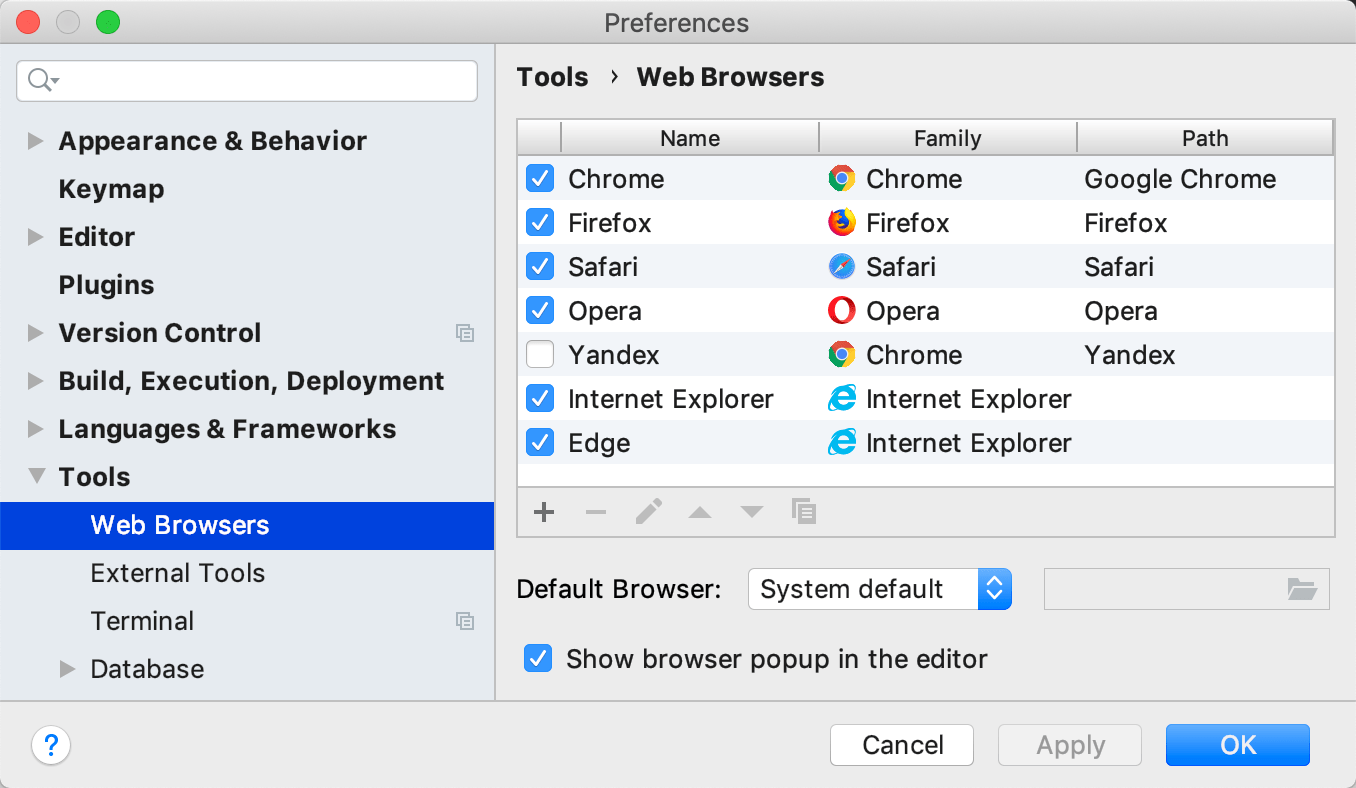 Preferences
Appearance & Behavior
Keymap
Editor
Plugins
Version Control
Build, Execution, Deployment
Languages & Frameworks
Tools
Web Browsers
External Tools
Terminal
Database
Tools › Web Browsers
Name Family Path
Chrome Chrome Google Chrome
Firefox Firefox Firefox
Safari Safari Safari
Opera Opera Opera
Yandex Chrome Yandex
Internet Explorer Internet Explorer
Edge Internet Explorer
Default Browser: System default
Show browser popup in the editor
? Cancel Apply OK